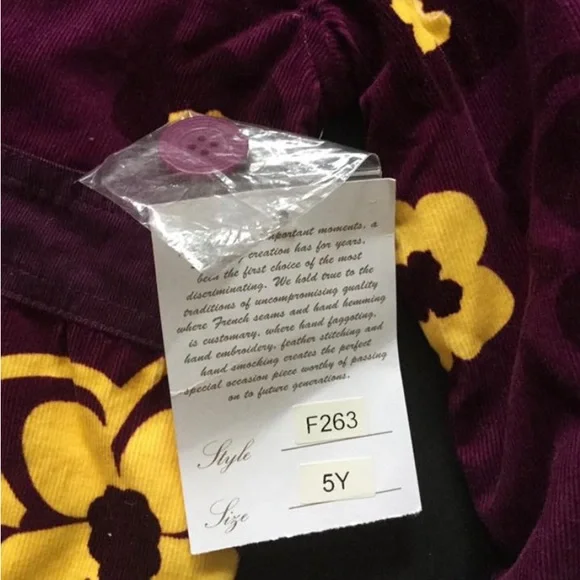 important moments, a
creation has for years,
been the first choice of the most
discriminating. We hold true to the
traditions of uncompromising quality
where French seams and hand hemming
is customary, where hand faggoting,
hand embroidery, feather stitching and
hand smocking creates the perfect
special occasion piece worthy of passing
on to future generations.
Style F263
Size 5Y